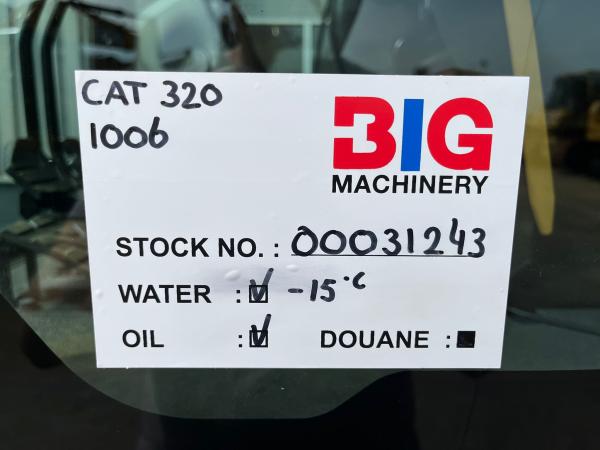 CAT 320
1006
BIG
MACHINERY
STOCK NO. : 00031243
WATER : ☑ -15°C
OIL : ☑ DOUANE : ■